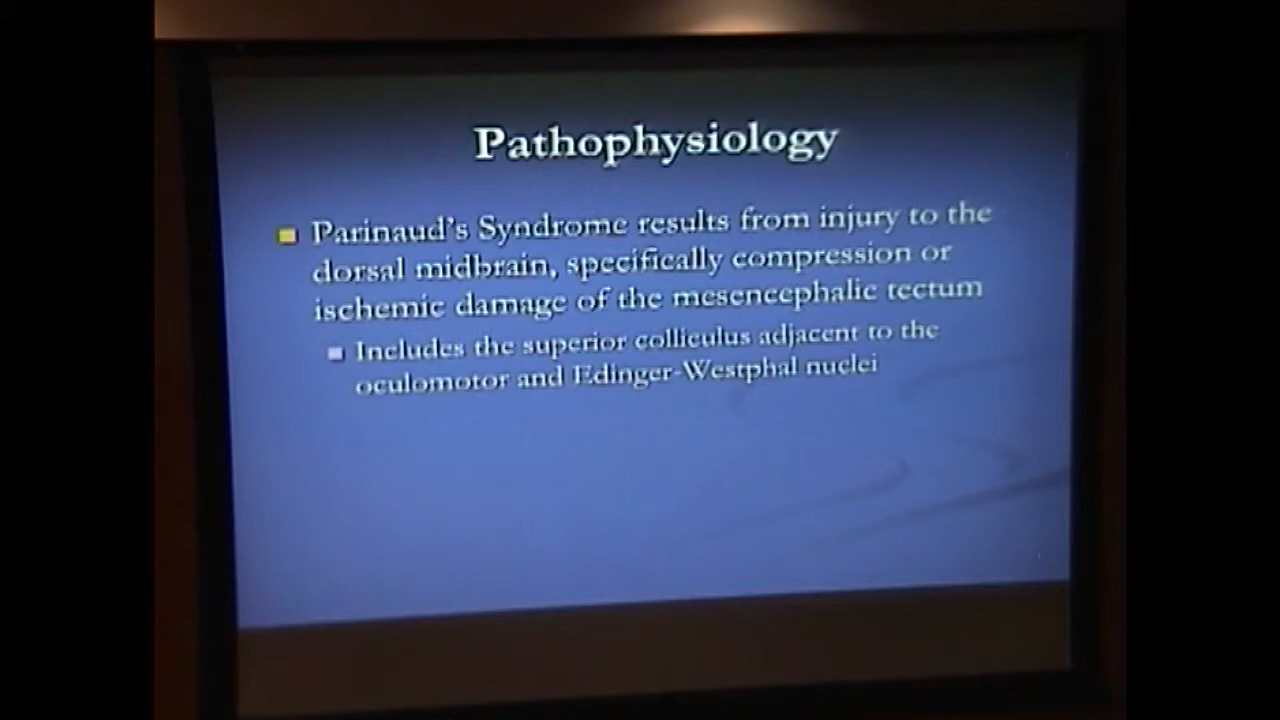 Pathophysiology
Parinaud's Syndrome results from injury to the
dorsal midbrain, specifically compression or
ischemic damage of the mesencephalic tectum
Includes the superior colliculus adjacent to the
oculomotor and Edinger-Westphal nuclei